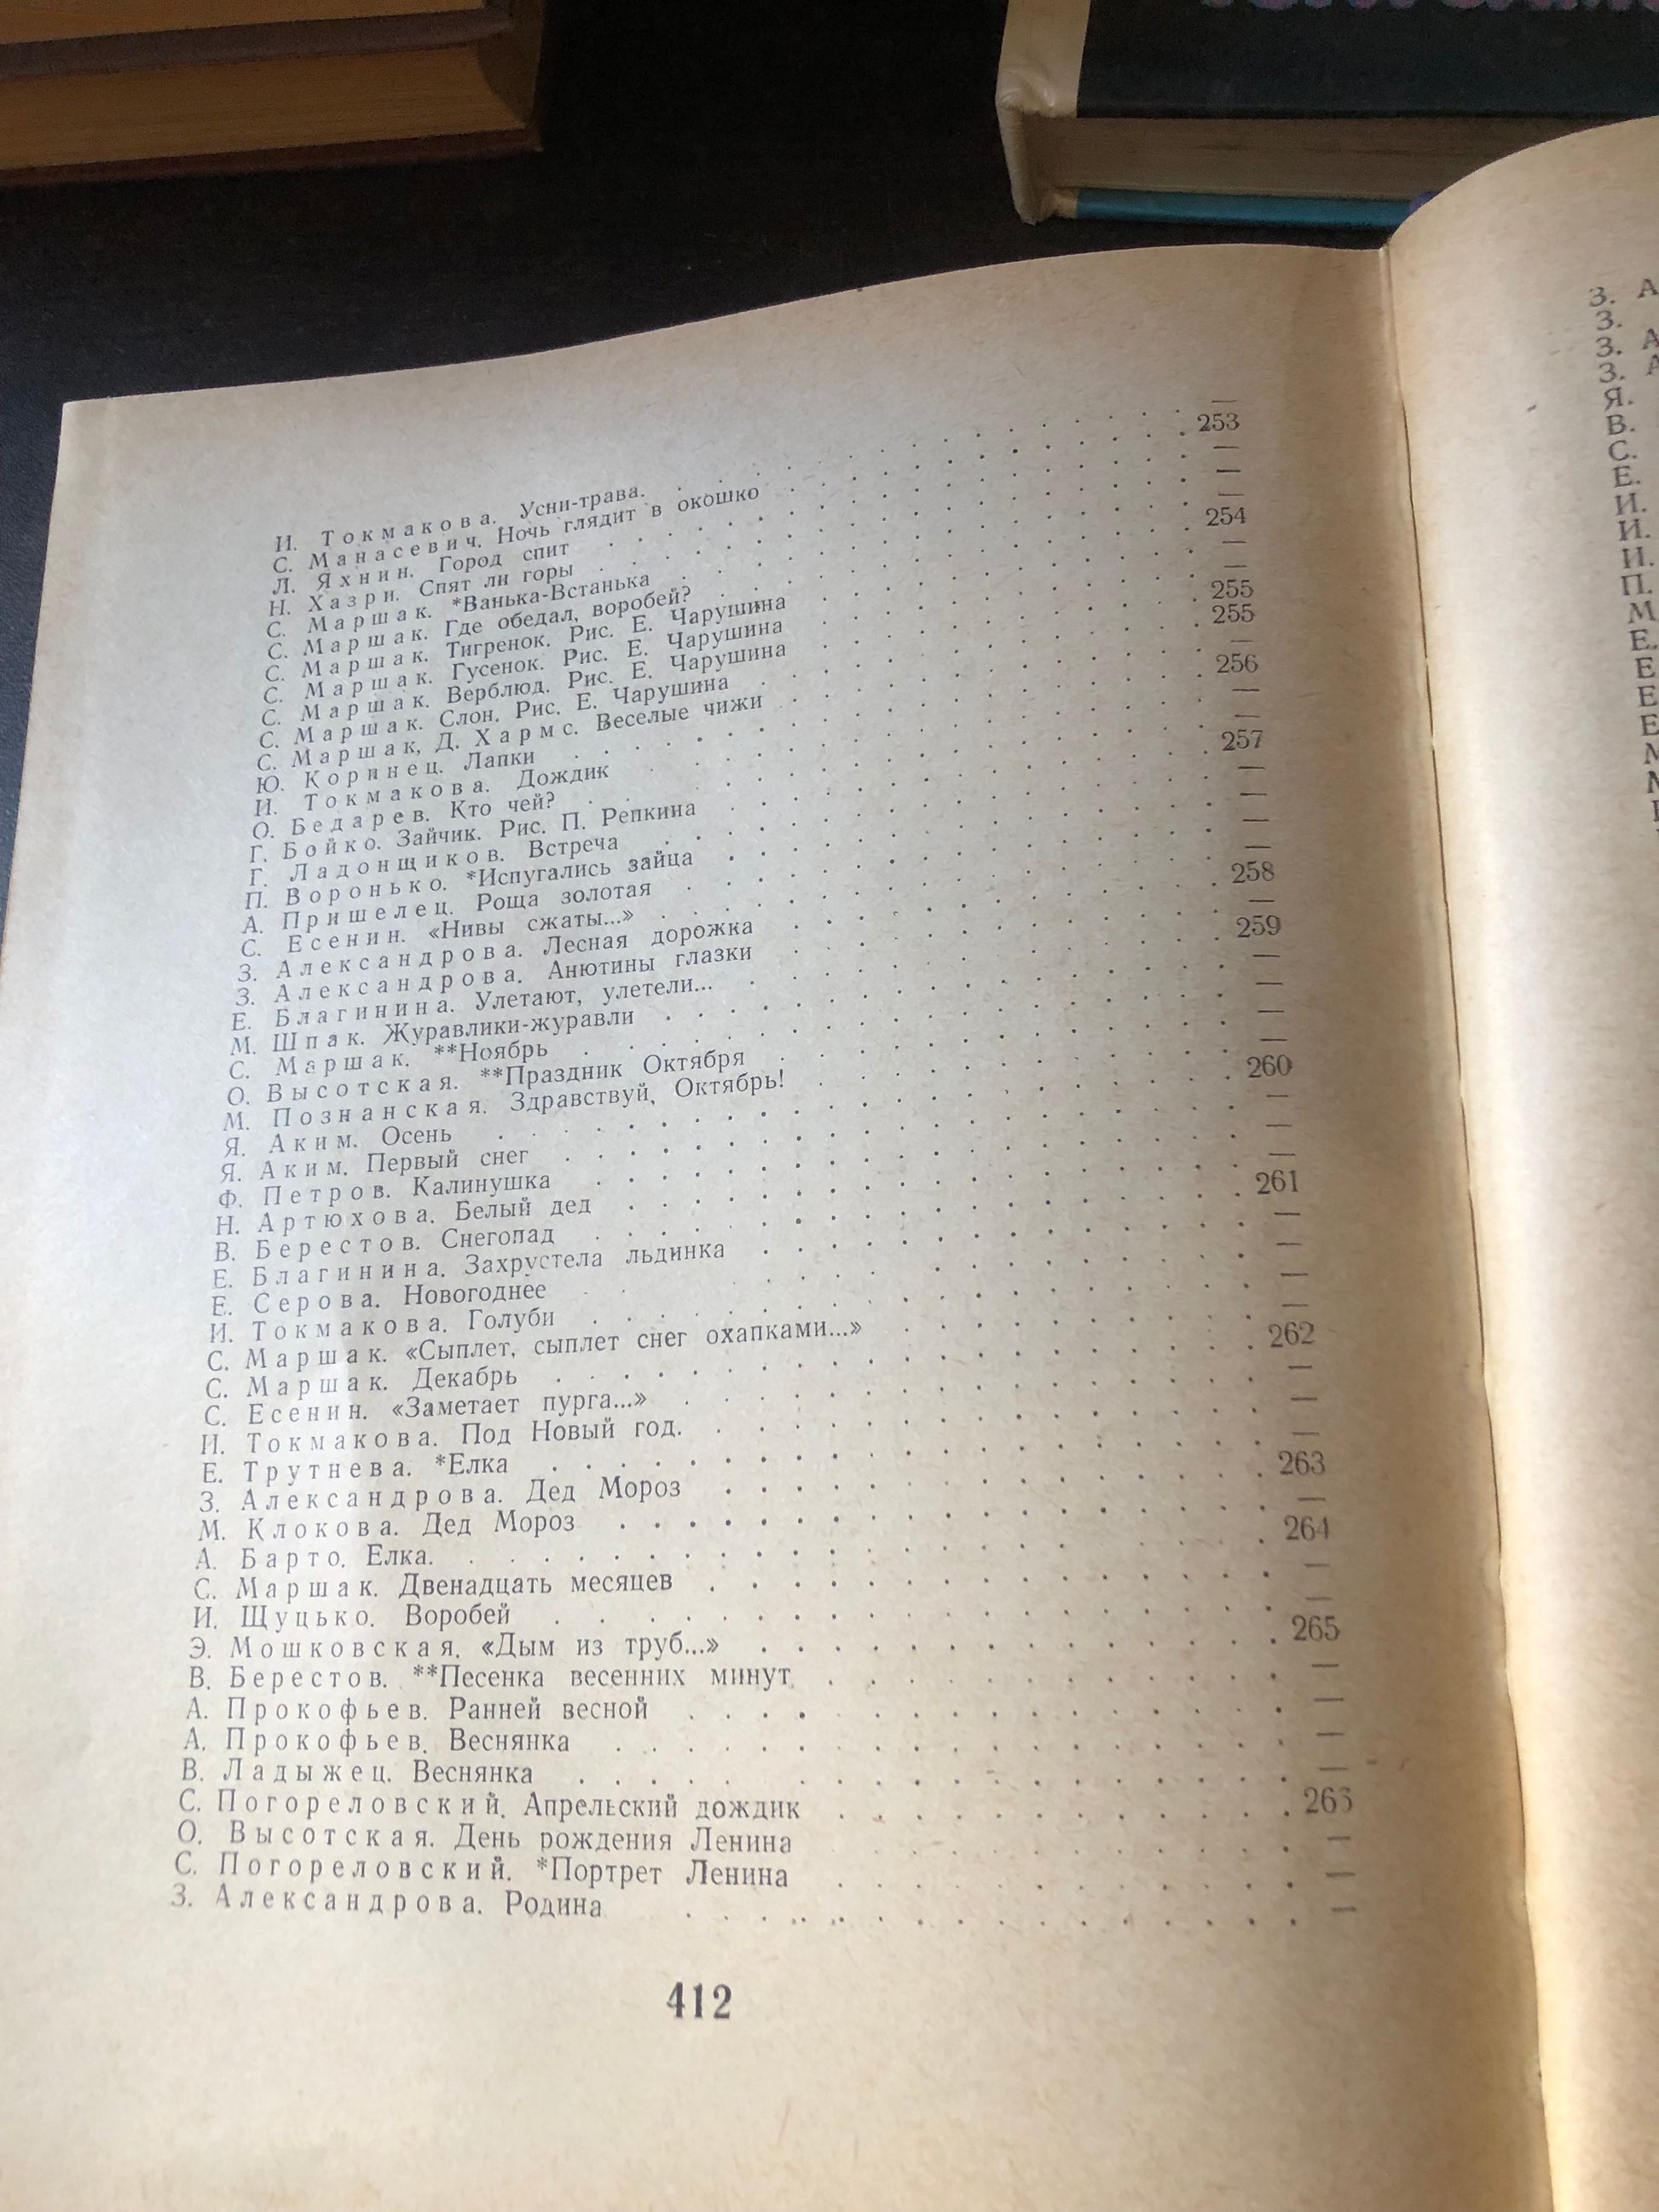 И. Токмакова. Усни-трава. —
С. Манасевич. Ночь глядит в окошко 253
Л. Яхнин. Город спит —
Н. Хазри. Спят ли горы —
С. Маршак. *Ванька-Встанька —
С. Маршак. Где обедал, воробей? 254
С. Маршак. Тигренок. Рис. Е. Чарушина —
С. Маршак. Гусенок. Рис. Е. Чарушина —
С. Маршак. Верблюд. Рис. Е. Чарушина 255
С. Маршак. Слон. Рис. Е. Чарушина 255
С. Маршак, Д. Хармс. Веселые чижи —
Ю. Коринец. Лапки 256
И. Токмакова. Дождик —
О. Бедарев. Кто чей? —
Г. Бойко. Зайчик. Рис. П. Репкина 257
Г. Ладонщиков. Встреча —
П. Воронько. *Испугались зайца —
А. Пришелец. Роща золотая —
С. Есенин. «Нивы сжаты...» —
З. Александрова. Лесная дорожка 258
З. Александрова. Анютины глазки —
Е. Благинина. Улетают, улетели... 259
М. Шпак. Журавлики-журавли —
С. Маршак. **Ноябрь —
О. Высотская. **Праздник Октября —
М. Познанская. Здравствуй, Октябрь! —
Я. Аким. Осень 260
Я. Аким. Первый снег —
Ф. Петров. Калинушка —
Н. Артюхова. Белый дед —
В. Берестов. Снегопад 261
Е. Благинина. Захрустела льдинка —
Е. Серова. Новогоднее —
И. Токмакова. Голуби —
С. Маршак. «Сыплет, сыплет снег охапками...» —
С. Маршак. Декабрь 262
С. Есенин. «Заметает пурга...» —
И. Токмакова. Под Новый год. —
Е. Трутнева. *Елка —
З. Александрова. Дед Мороз 263
М. Клокова. Дед Мороз —
А. Барто. Елка. 264
С. Маршак. Двенадцать месяцев —
И. Щуцько. Воробей —
Э. Мошковская. «Дым из труб...» 265
В. Берестов. **Песенка весенних минут —
А. Прокофьев. Ранней весной —
А. Прокофьев. Веснянка —
В. Ладыжец. Веснянка —
С. Погореловский. Апрельский дождик 266
О. Высотская. День рождения Ленина —
С. Погореловский. *Портрет Ленина —
З. Александрова. Родина —
412
З. А
З.
З. А
З. А
Я.
В.
С.
Е.
И.
И.
И.
П.
М
Е.
Е
Е
Е
М